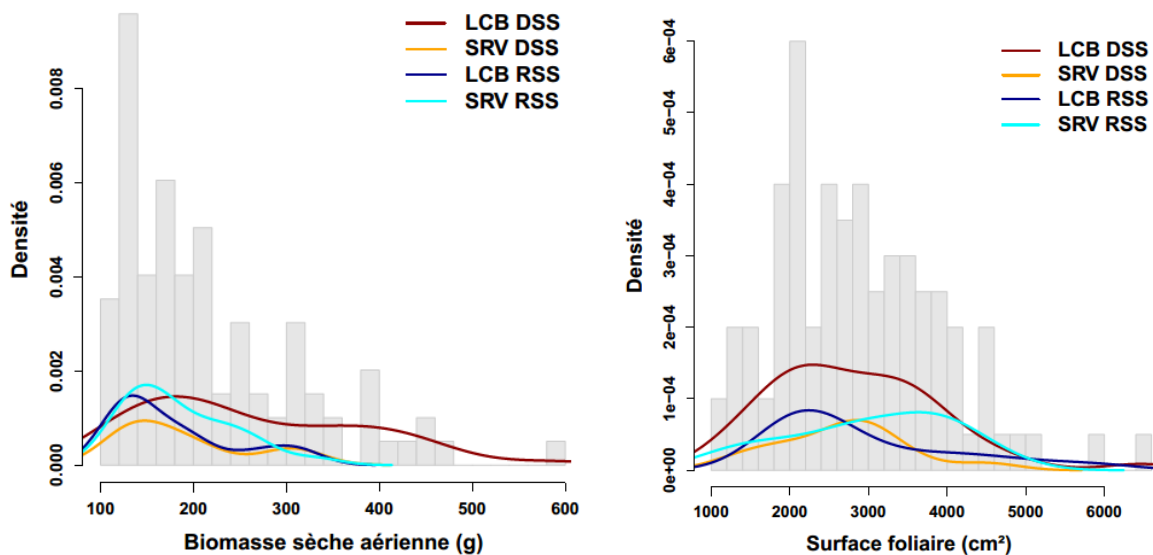 LCB DSS
SRV DSS
LCB RSS
SRV RSS
Densité
0.000
0.002
0.004
0.006
0.008
100
200
300
400
500
600
Biomasse sèche aérienne (g)
LCB DSS
SRV DSS
LCB RSS
SRV RSS
Densité
0e+00
1e−04
2e−04
3e−04
4e−04
5e−04
6e−04
1000
2000
3000
4000
5000
6000
Surface foliaire (cm²)